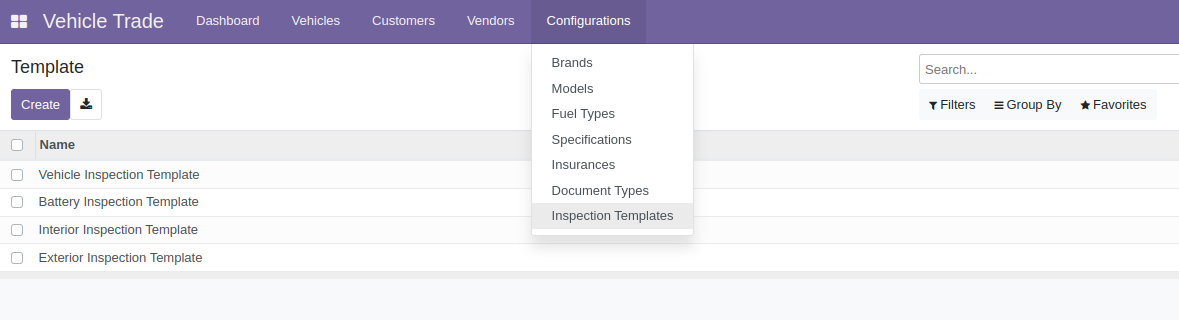 Vehicle Trade Dashboard Vehicles Customers Vendors Configurations
Template
Search...
Create
Filters Group By Favorites
Brands
Models
Fuel Types
Specifications
Insurances
Document Types
Inspection Templates
Name
Vehicle Inspection Template
Battery Inspection Template
Interior Inspection Template
Exterior Inspection Template